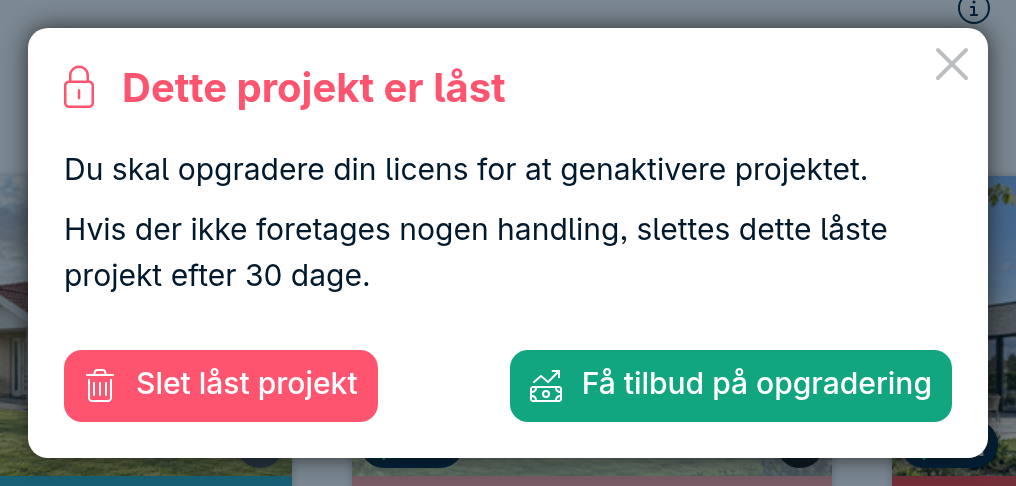 Dette projekt er låst
Du skal opgradere din licens for at genaktivere projektet.
Hvis der ikke foretages nogen handling, slettes dette låste
projekt efter 30 dage.
Slet låst projekt
Få tilbud på opgradering